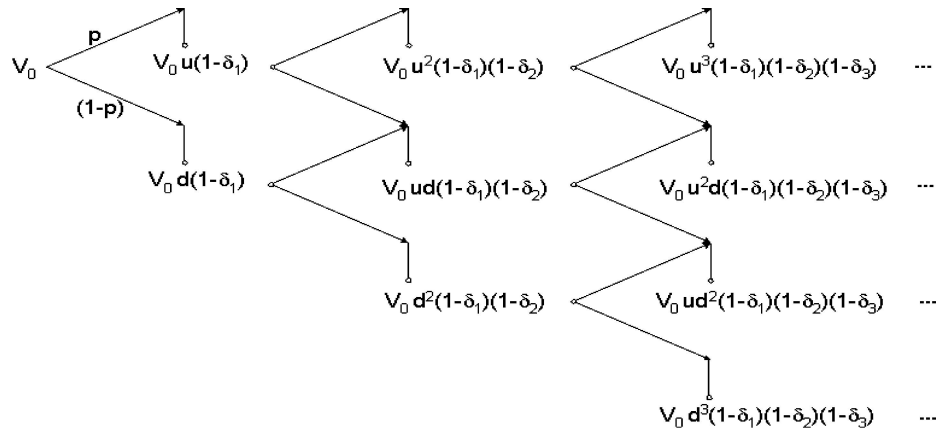 p
V₀ V₀ u(1-δ₁) V₀ u²(1-δ₁)(1-δ₂) V₀ u³(1-δ₁)(1-δ₂)(1-δ₃) ...
(1-p)
V₀ d(1-δ₁) V₀ ud(1-δ₁)(1-δ₂) V₀ u²d(1-δ₁)(1-δ₂)(1-δ₃) ...
V₀ d²(1-δ₁)(1-δ₂) V₀ ud²(1-δ₁)(1-δ₂)(1-δ₃) ...
V₀ d³(1-δ₁)(1-δ₂)(1-δ₃) ...